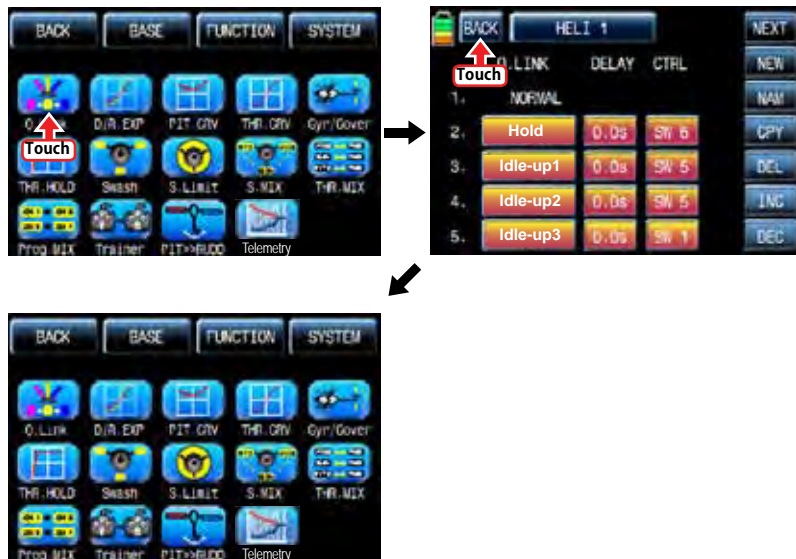 BACK BASE FUNCTION SYSTEM
O.Link D/R.EXP PIT CRV THR.CRV Gyr/Gover
Touch
THR.HOLD Swash S.Limit S.MIX THR.MIX
Prog.MIX Trainer PIT>>RUDD Telemetry
BACK HELI 1 NEXT
Touch
O.LINK DELAY CTRL NEW
1. NORMAL NAM
2. Hold 0.0s SW 6 CPY
3. Idle-up1 0.0s SW 5 DEL
4. Idle-up2 0.0s SW 5 INC
5. Idle-up3 0.0s SW 1 DEC
BACK BASE FUNCTION SYSTEM
O.Link D/R.EXP PIT CRV THR.CRV Gyr/Gover
THR.HOLD Swash S.Limit S.MIX THR.MIX
Prog.MIX Trainer PIT>>RUDD Telemetry